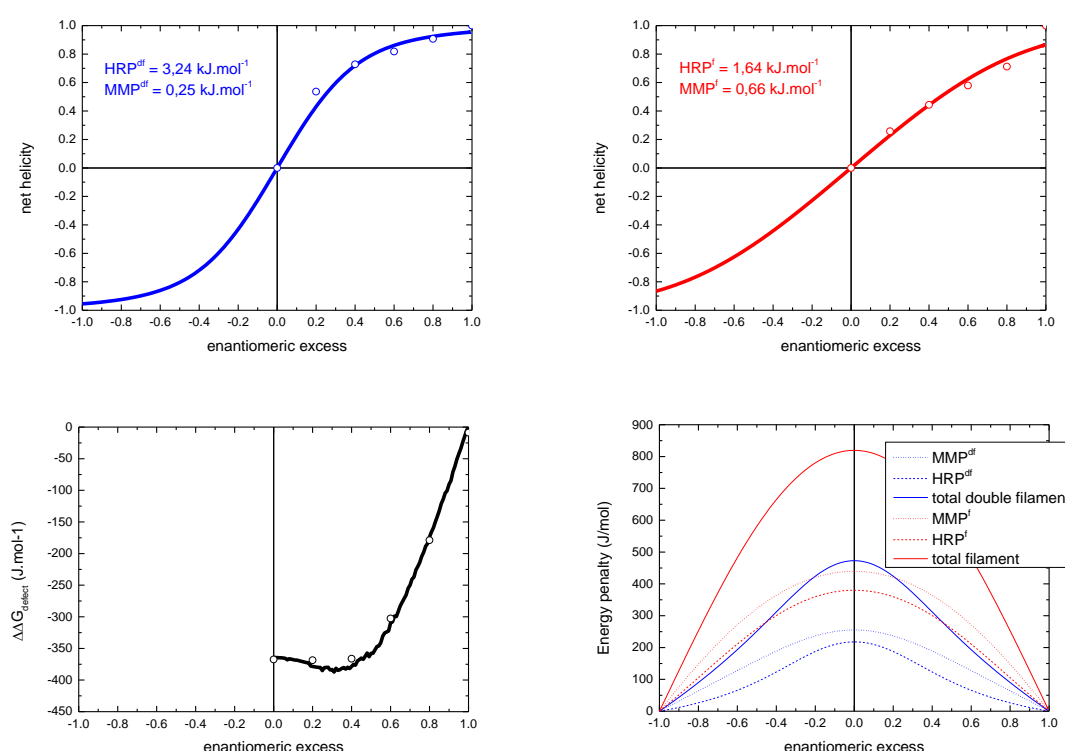 1.0
0.8
0.6
0.4
0.2
0.0
-0.2
-0.4
-0.6
-0.8
-1.0
net helicity
HRP^df = 3,24 kJ.mol^-1
MMP^df = 0,25 kJ.mol^-1
-1.0 -0.8 -0.6 -0.4 -0.2 0.0 0.2 0.4 0.6 0.8 1.0
enantiomeric excess
1.0
0.8
0.6
0.4
0.2
0.0
-0.2
-0.4
-0.6
-0.8
-1.0
net helicity
HRP^f = 1,64 kJ.mol^-1
MMP^f = 0,66 kJ.mol^-1
-1.0 -0.8 -0.6 -0.4 -0.2 0.0 0.2 0.4 0.6 0.8 1.0
enantiomeric excess
0
-50
-100
-150
-200
-250
-300
-350
-400
-450
ΔΔG_defect (J.mol-1)
-1.0 -0.8 -0.6 -0.4 -0.2 0.0 0.2 0.4 0.6 0.8 1.0
enantiomeric excess
900
800
700
600
500
400
300
200
100
0
Energy penalty (J/mol)
MMP^df
HRP^df
total double filamen
MMP^f
HRP^f
total filament
-1.0 -0.8 -0.6 -0.4 -0.2 0.0 0.2 0.4 0.6 0.8 1.0
enantiomeric excess